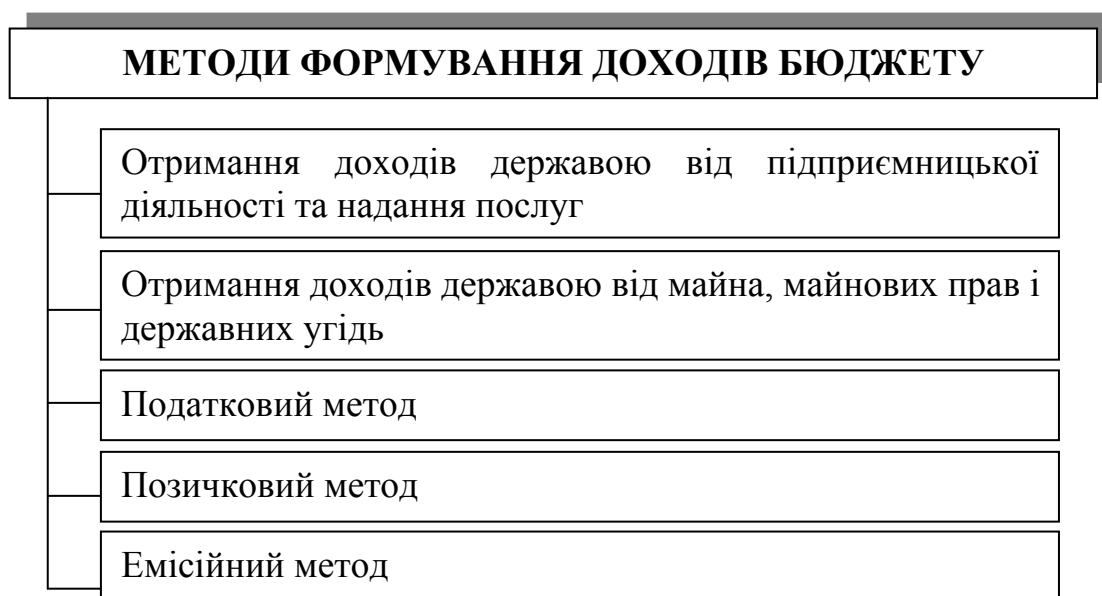 МЕТОДИ ФОРМУВАННЯ ДОХОДІВ БЮДЖЕТУ
Отримання доходів державою від підприємницької
діяльності та надання послуг
Отримання доходів державою від майна, майнових прав і
державних угідь
Податковий метод
Позичковий метод
Емісійний метод